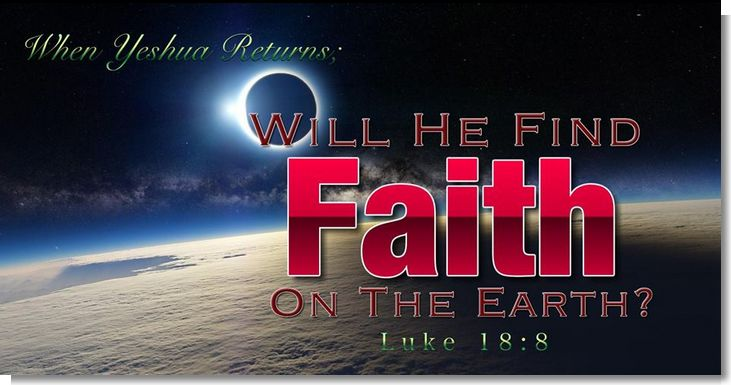 When Yeshua Returns;
Will He Find
Faith
On The Earth?
Luke 18:8